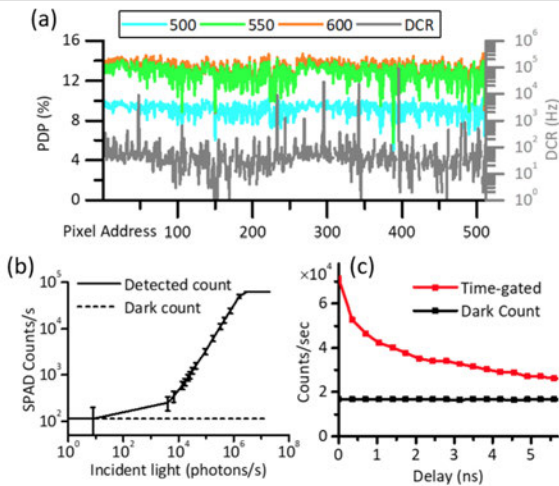 (a)
500 550 600 DCR
16 10⁶
10⁵
12
10⁴
PDP (%) 8 10³ DCR (Hz)
10²
4
10¹
0 10⁰
Pixel Address 100 200 300 400 500
(b) (c)
10⁵ Detected count
Dark count
10⁴
SPAD Counts/s
10³
10²
10⁰ 10² 10⁴ 10⁶ 10⁸
Incident light (photons/s)
×10⁴
8 Time-gated
Dark Count
6
Counts/sec
4
2
0
0 1 2 3 4 5
Delay (ns)